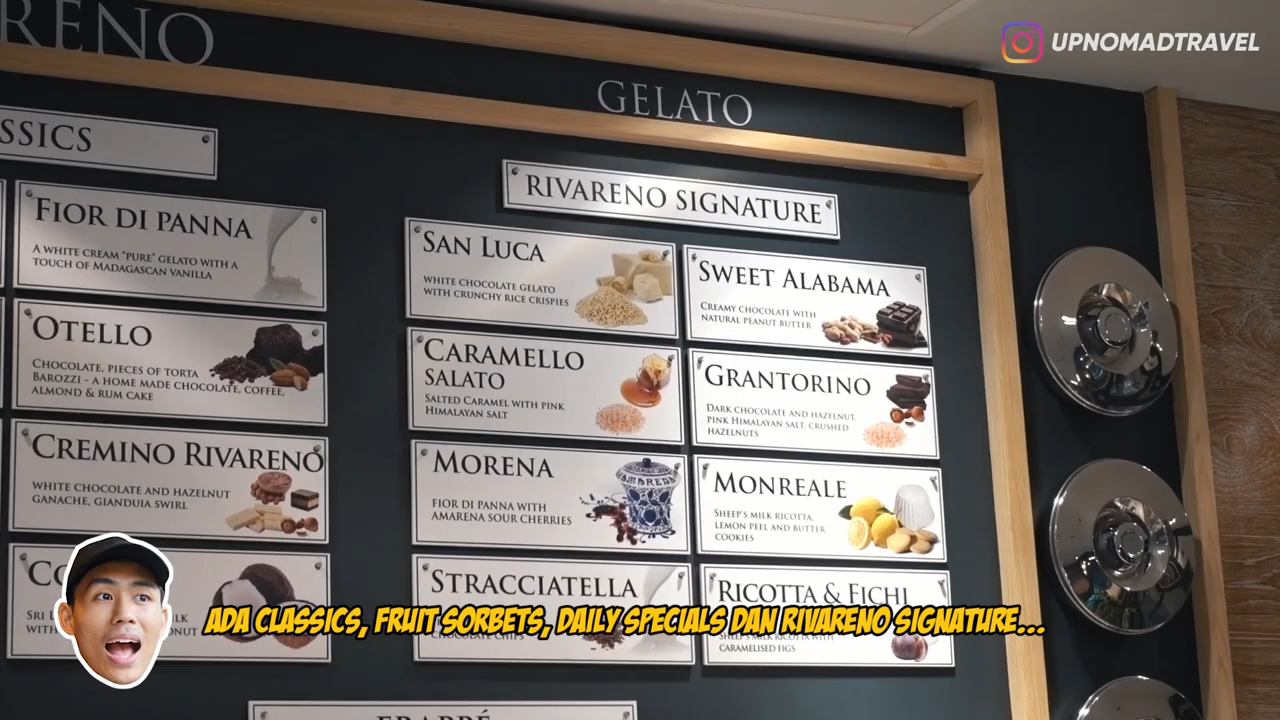 RENO
UPNOMADTRAVEL
GELATO
SSICS
RIVARENO SIGNATURE
FIOR DI PANNA
A WHITE CREAM "PURE" GELATO WITH A
TOUCH OF MADAGASCAN VANILLA
OTELLO
CHOCOLATE, PIECES OF TORTA
BAROZZI - A HOME MADE CHOCOLATE, COFFEE,
ALMOND & RUM CAKE
CREMINO RIVARENO
WHITE CHOCOLATE AND HAZELNUT
GANACHE, GIANDUIA SWIRL
SAN LUCA
WHITE CHOCOLATE GELATO
WITH CRUNCHY RICE CRISPIES
CARAMELLO
SALATO
SALTED CARAMEL WITH PINK
HIMALAYAN SALT
MORENA
FIOR DI PANNA WITH
AMARENA SOUR CHERRIES
STRACCIATELLA
CHOCOLATE CHIPS
SWEET ALABAMA
CREAMY CHOCOLATE WITH
NATURAL PEANUT BUTTER
GRANTORINO
DARK CHOCOLATE AND HAZELNUT,
PINK HIMALAYAN SALT, CRUSHED
HAZELNUTS
MONREALE
SHEEP'S MILK RICOTTA,
LEMON PEEL AND BUTTER
COOKIES
RICOTTA & FICHI
SHEEP'S MILK RICOTTA WITH
CARAMELISED FIGS
ADA CLASSICS, FRUIT SORBETS, DAILY SPECIALS DAN RIVARENO SIGNATURE...
FRAPPÉ